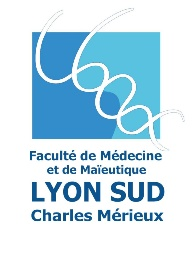 Faculté de Médecine
et de Maïeutique
LYON SUD
Charles Mérieux